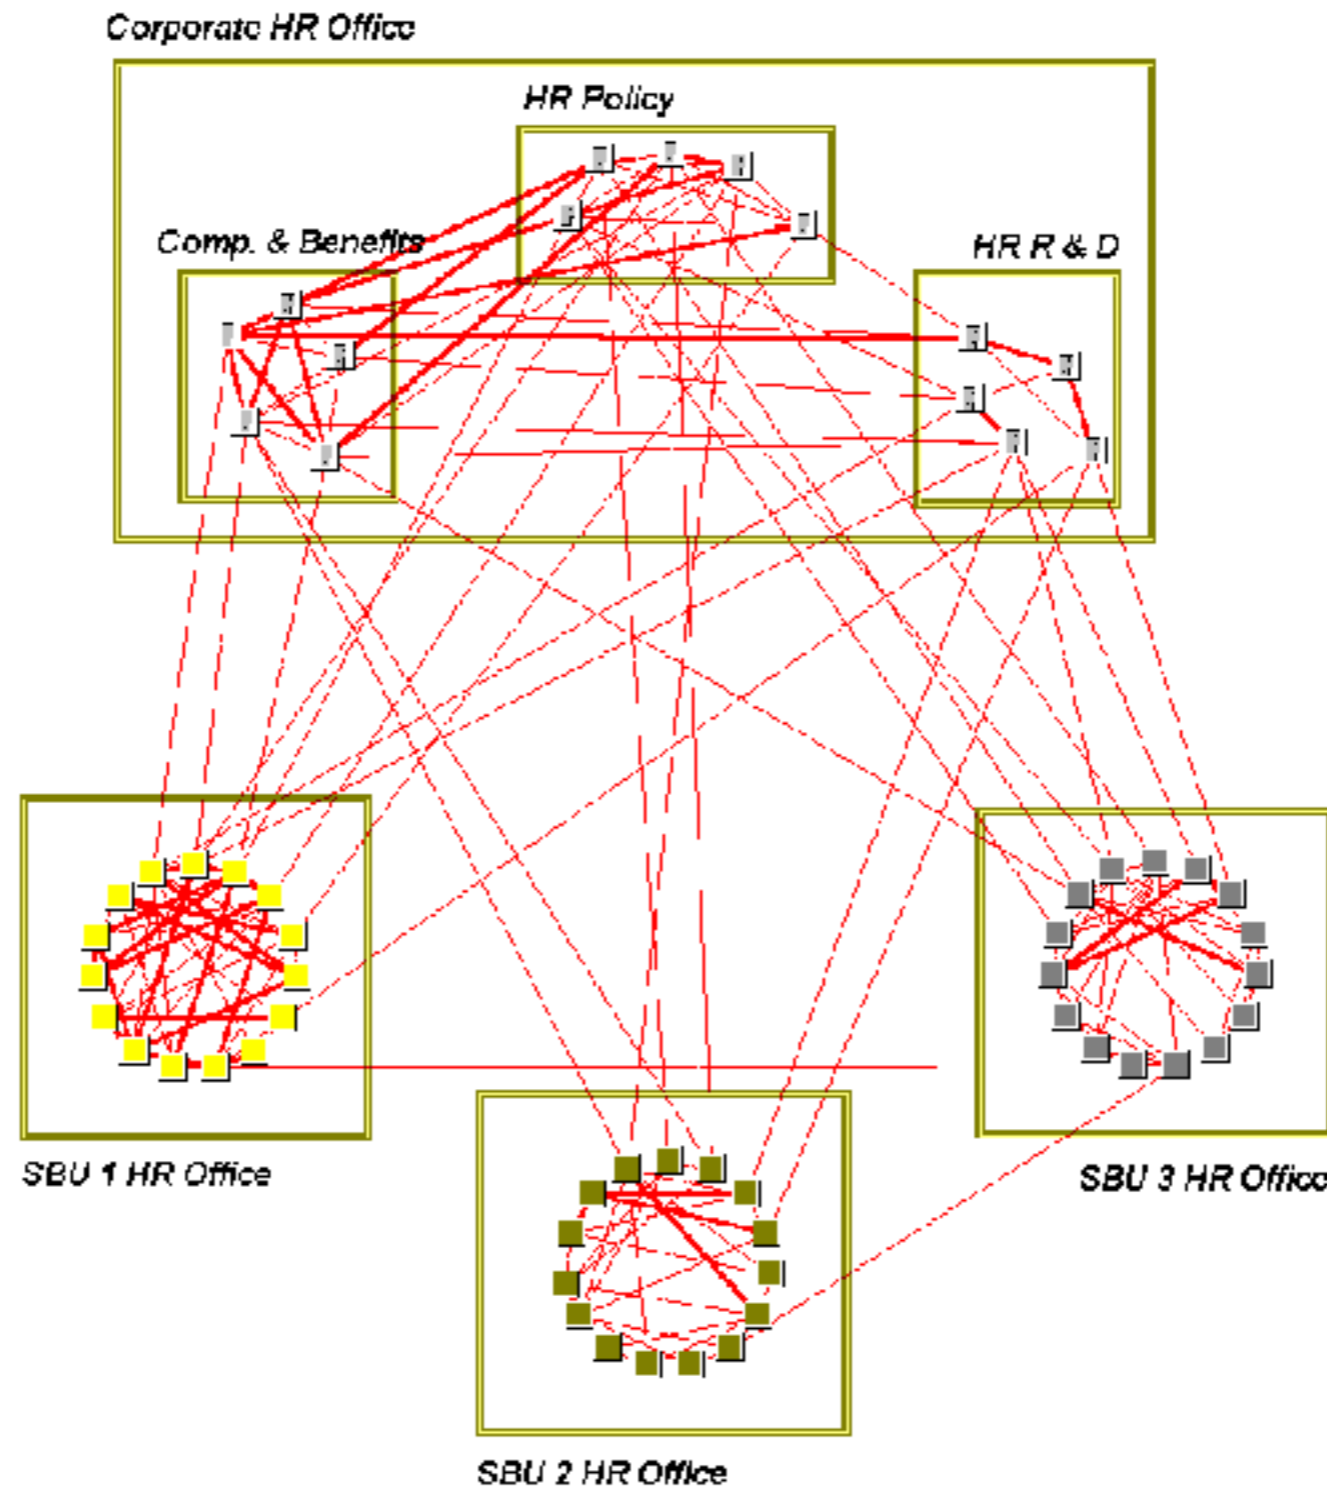 Corporate HR Office
HR Policy
Comp. & Benefits
HR R & D
SBU 1 HR Office
SBU 3 HR Office
SBU 2 HR Office